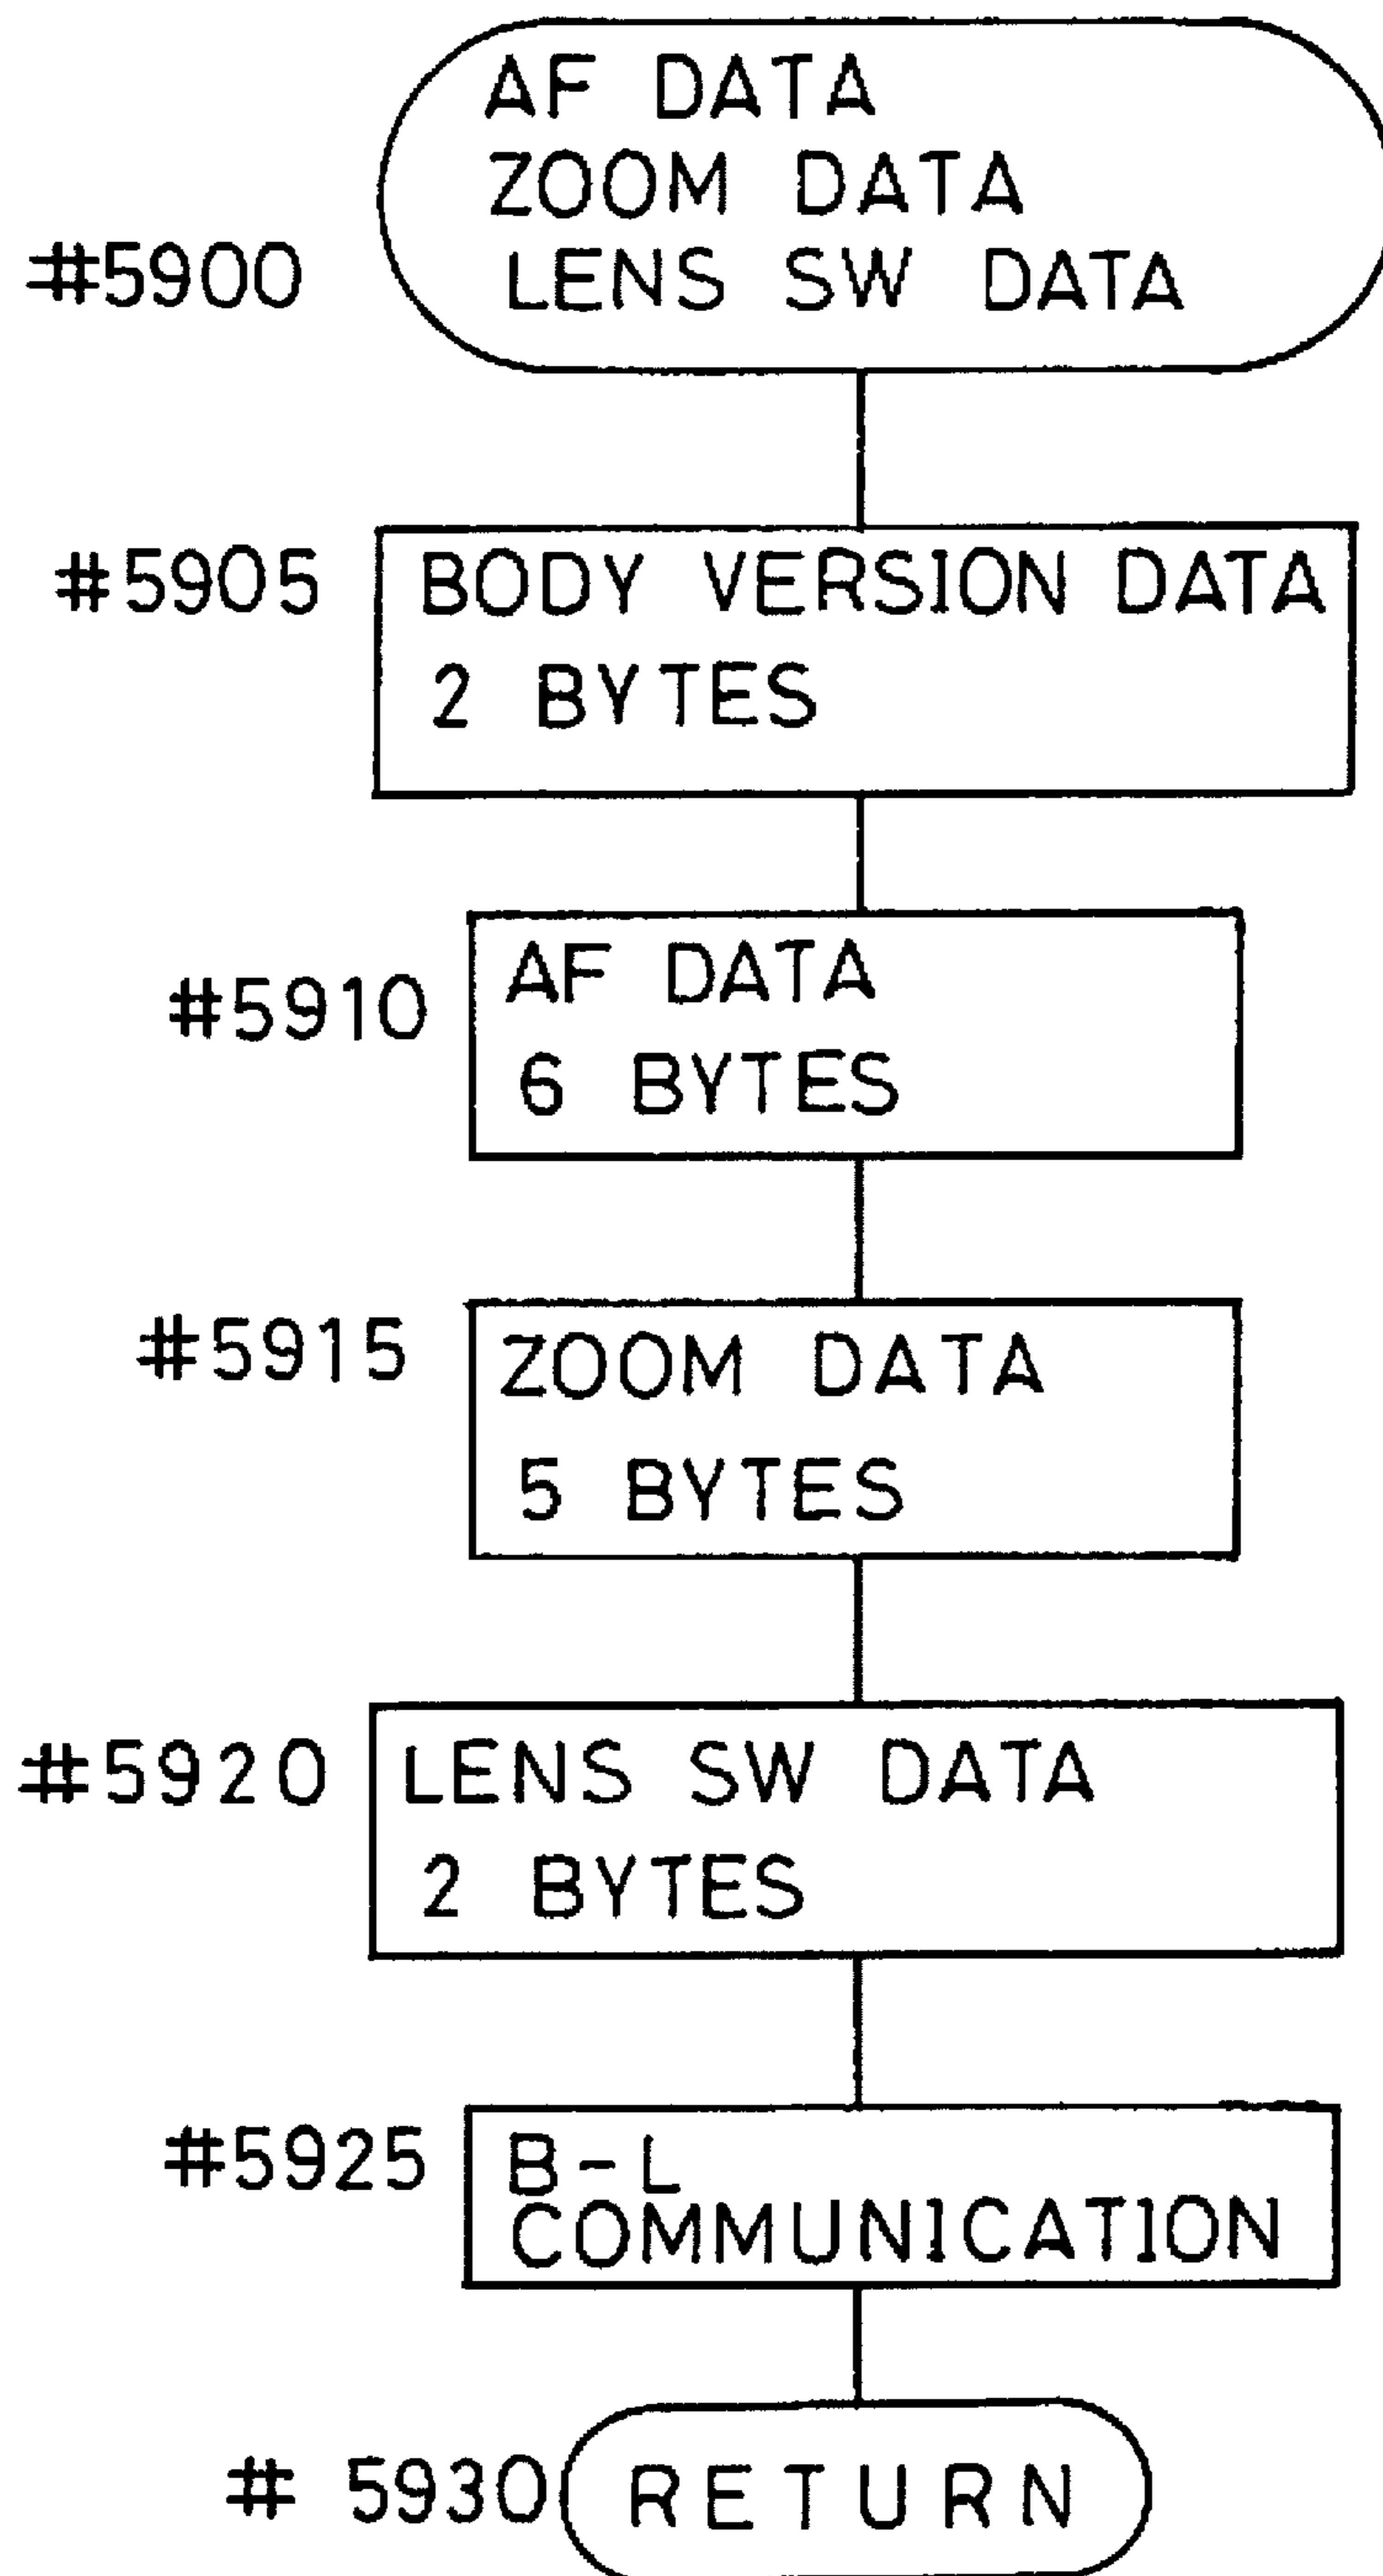 AF DATA
ZOOM DATA
#5900 LENS SW DATA
#5905 BODY VERSION DATA
2 BYTES
#5910 AF DATA
6 BYTES
#5915 ZOOM DATA
5 BYTES
#5920 LENS SW DATA
2 BYTES
#5925 B-L
COMMUNICATION
# 5930 RETURN